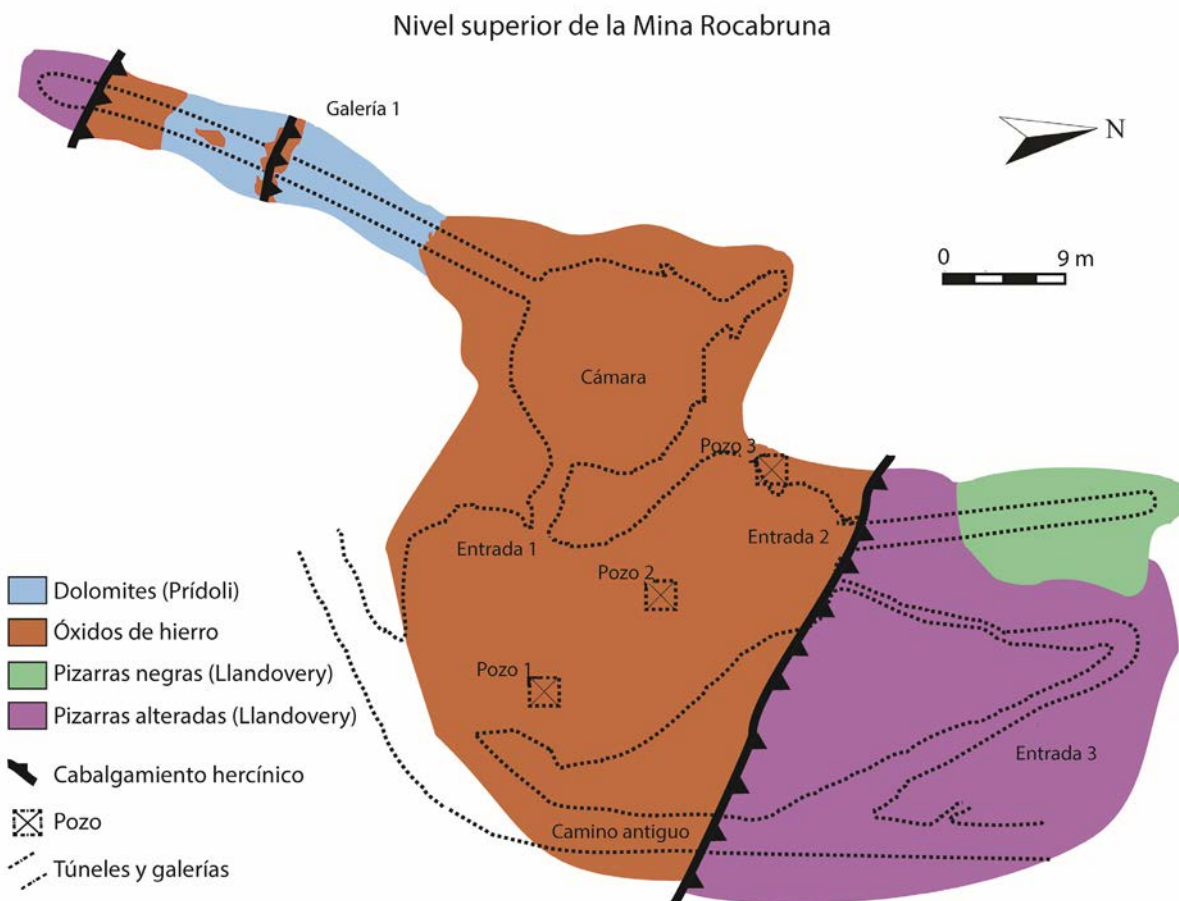 Nivel superior de la Mina Rocabruna
Galería 1
N
0 9 m
Cámara
Pozo 3
Entrada 1
Entrada 2
Pozo 2
Pozo 1
Entrada 3
Camino antiguo
Dolomites (Prídoli)
Óxidos de hierro
Pizarras negras (Llandovery)
Pizarras alteradas (Llandovery)
Cabalgamiento hercínico
Pozo
Túneles y galerías